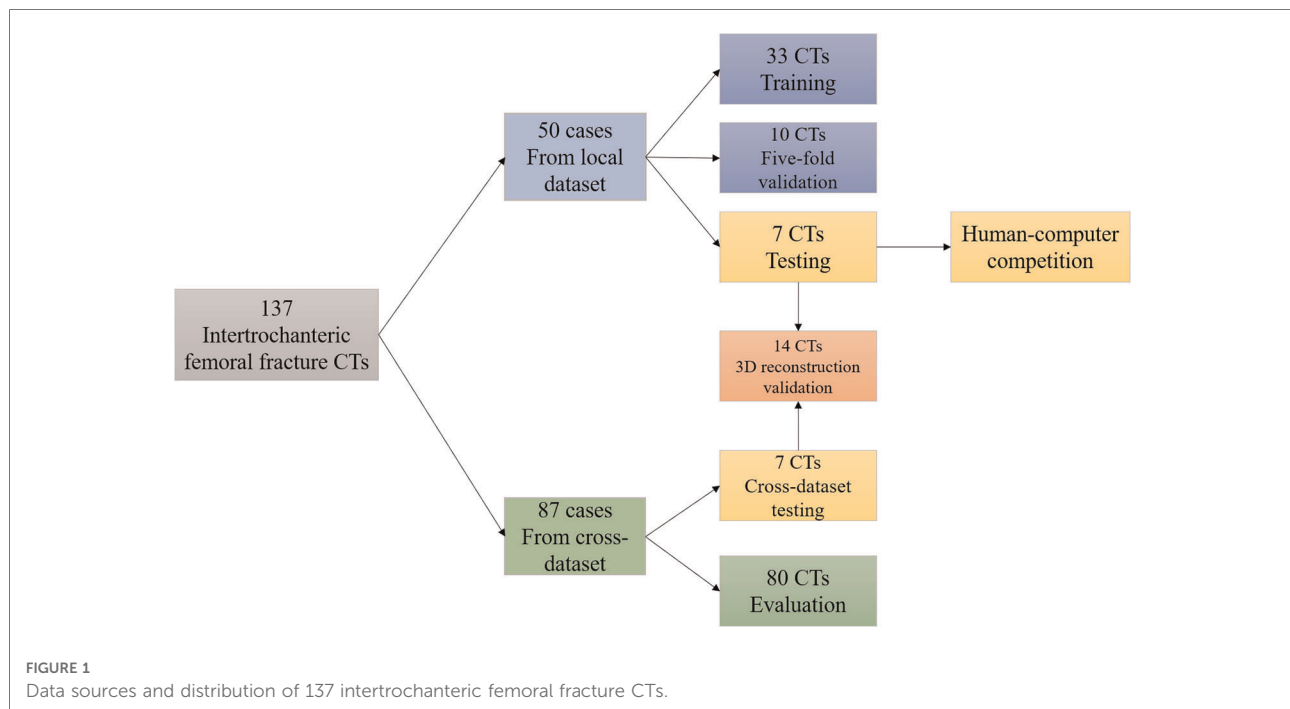 33 CTs
Training
50 cases
From local
dataset
10 CTs
Five-fold
validation
7 CTs
Testing
Human-computer
competition
137
Intertrochanteric
femoral fracture CTs
14 CTs
3D reconstruction
validation
7 CTs
Cross-dataset
testing
87 cases
From cross-
dataset
80 CTs
Evaluation
FIGURE 1
Data sources and distribution of 137 intertrochanteric femoral fracture CTs.